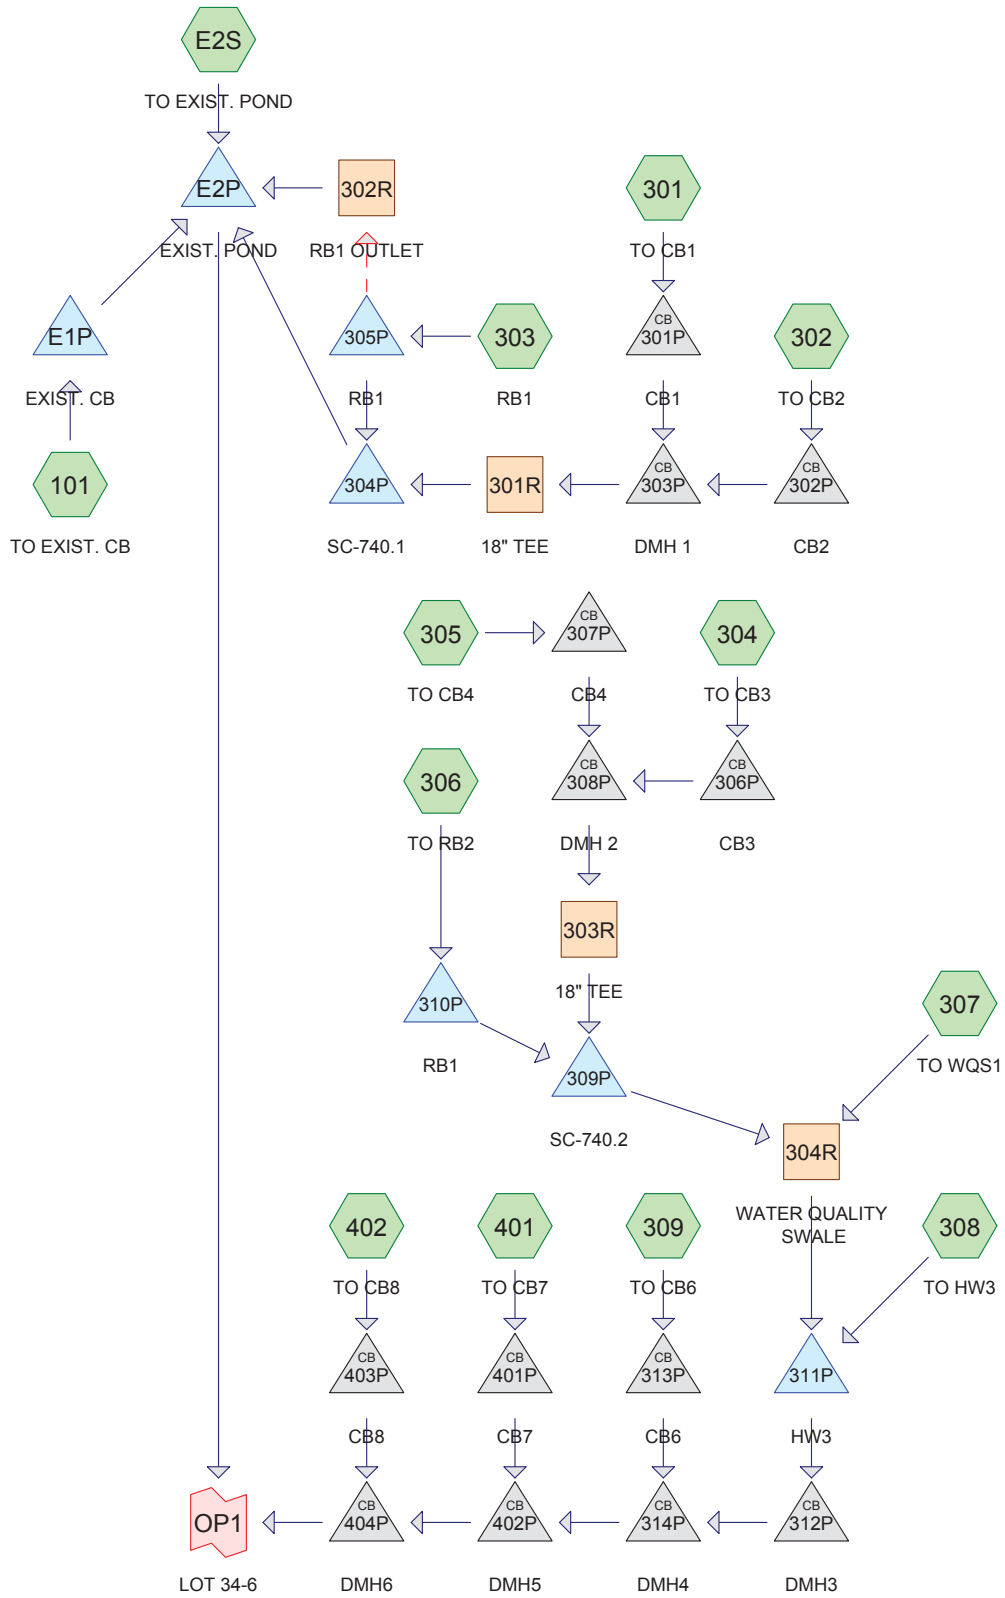 E2S
TO EXIST. POND
E2P
EXIST. POND
302R
RB1 OUTLET
301
TO CB1
E1P
EXIST. CB
305P
RB1
303
RB1
CB
301P
CB1
302
TO CB2
101
TO EXIST. CB
304P
SC-740.1
301R
18" TEE
CB
303P
DMH 1
CB
302P
CB2
305
TO CB4
CB
307P
CB4
304
TO CB3
306
TO RB2
CB
308P
DMH 2
CB
306P
CB3
303R
18" TEE
310P
RB1
309P
SC-740.2
307
TO WQS1
304R
WATER QUALITY
SWALE
402
TO CB8
401
TO CB7
309
TO CB6
308
TO HW3
CB
403P
CB8
CB
401P
CB7
CB
313P
CB6
311P
HW3
OP1
LOT 34-6
CB
404P
DMH6
CB
402P
DMH5
CB
314P
DMH4
CB
312P
DMH3